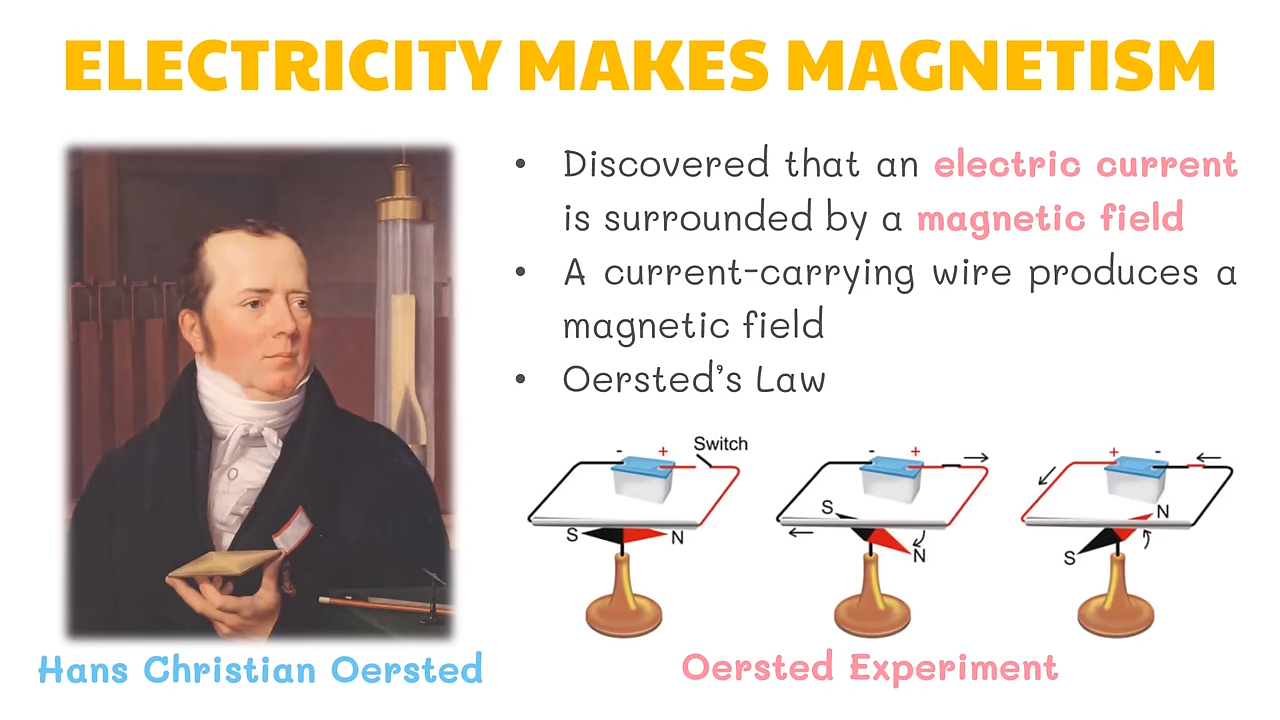 ELECTRICITY MAKES MAGNETISM
• Discovered that an electric current
is surrounded by a magnetic field
• A current-carrying wire produces a
magnetic field
• Oersted's Law
- + Switch
S N
- +
S
N
+ -
N
S
Hans Christian Oersted
Oersted Experiment